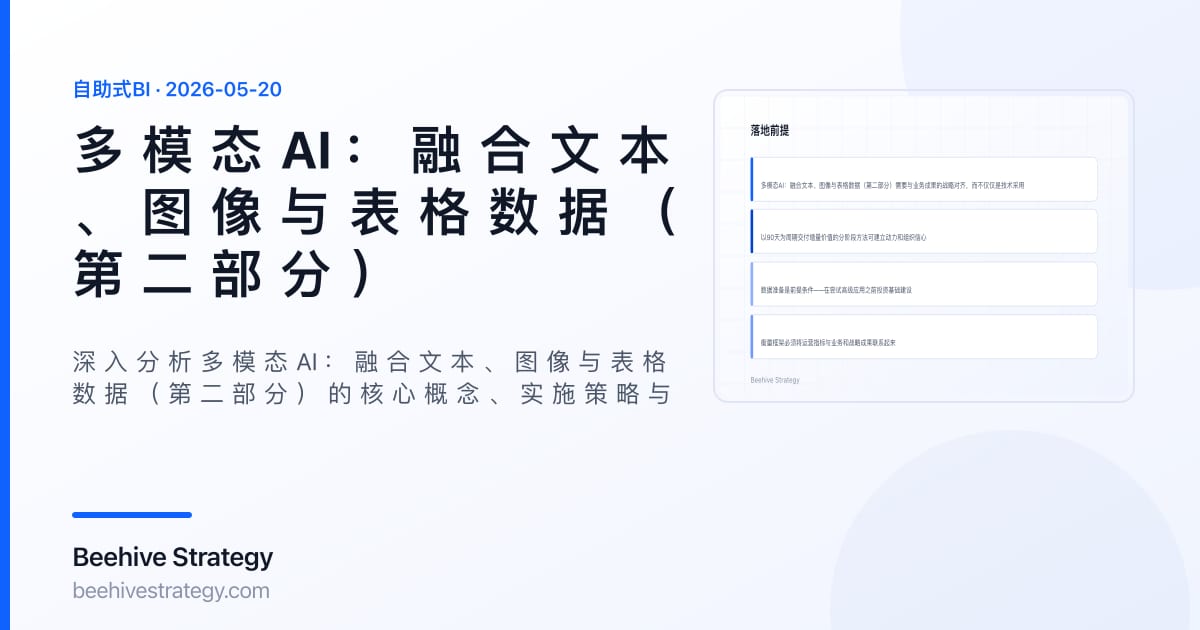 自助式BI · 2026-05-20
多模态AI：融合文本
、图像与表格数据（
第二部分）
深入分析多模态AI：融合文本、图像与表格
数据（第二部分）的核心概念、实施策略与
落地前提
多模态AI：融合文本、图像与表格数据（第二部分）需要与业务成果的战略对齐，而不仅仅是技术采用
以90天为周期交付增量价值的分阶段方法可建立动力和组织信心
数据准备是前提条件——在尝试高级应用之前投资基础建设
衡量框架必须将运营指标与业务和战略成果联系起来
Beehive Strategy
Beehive Strategy
beehivestrategy.com